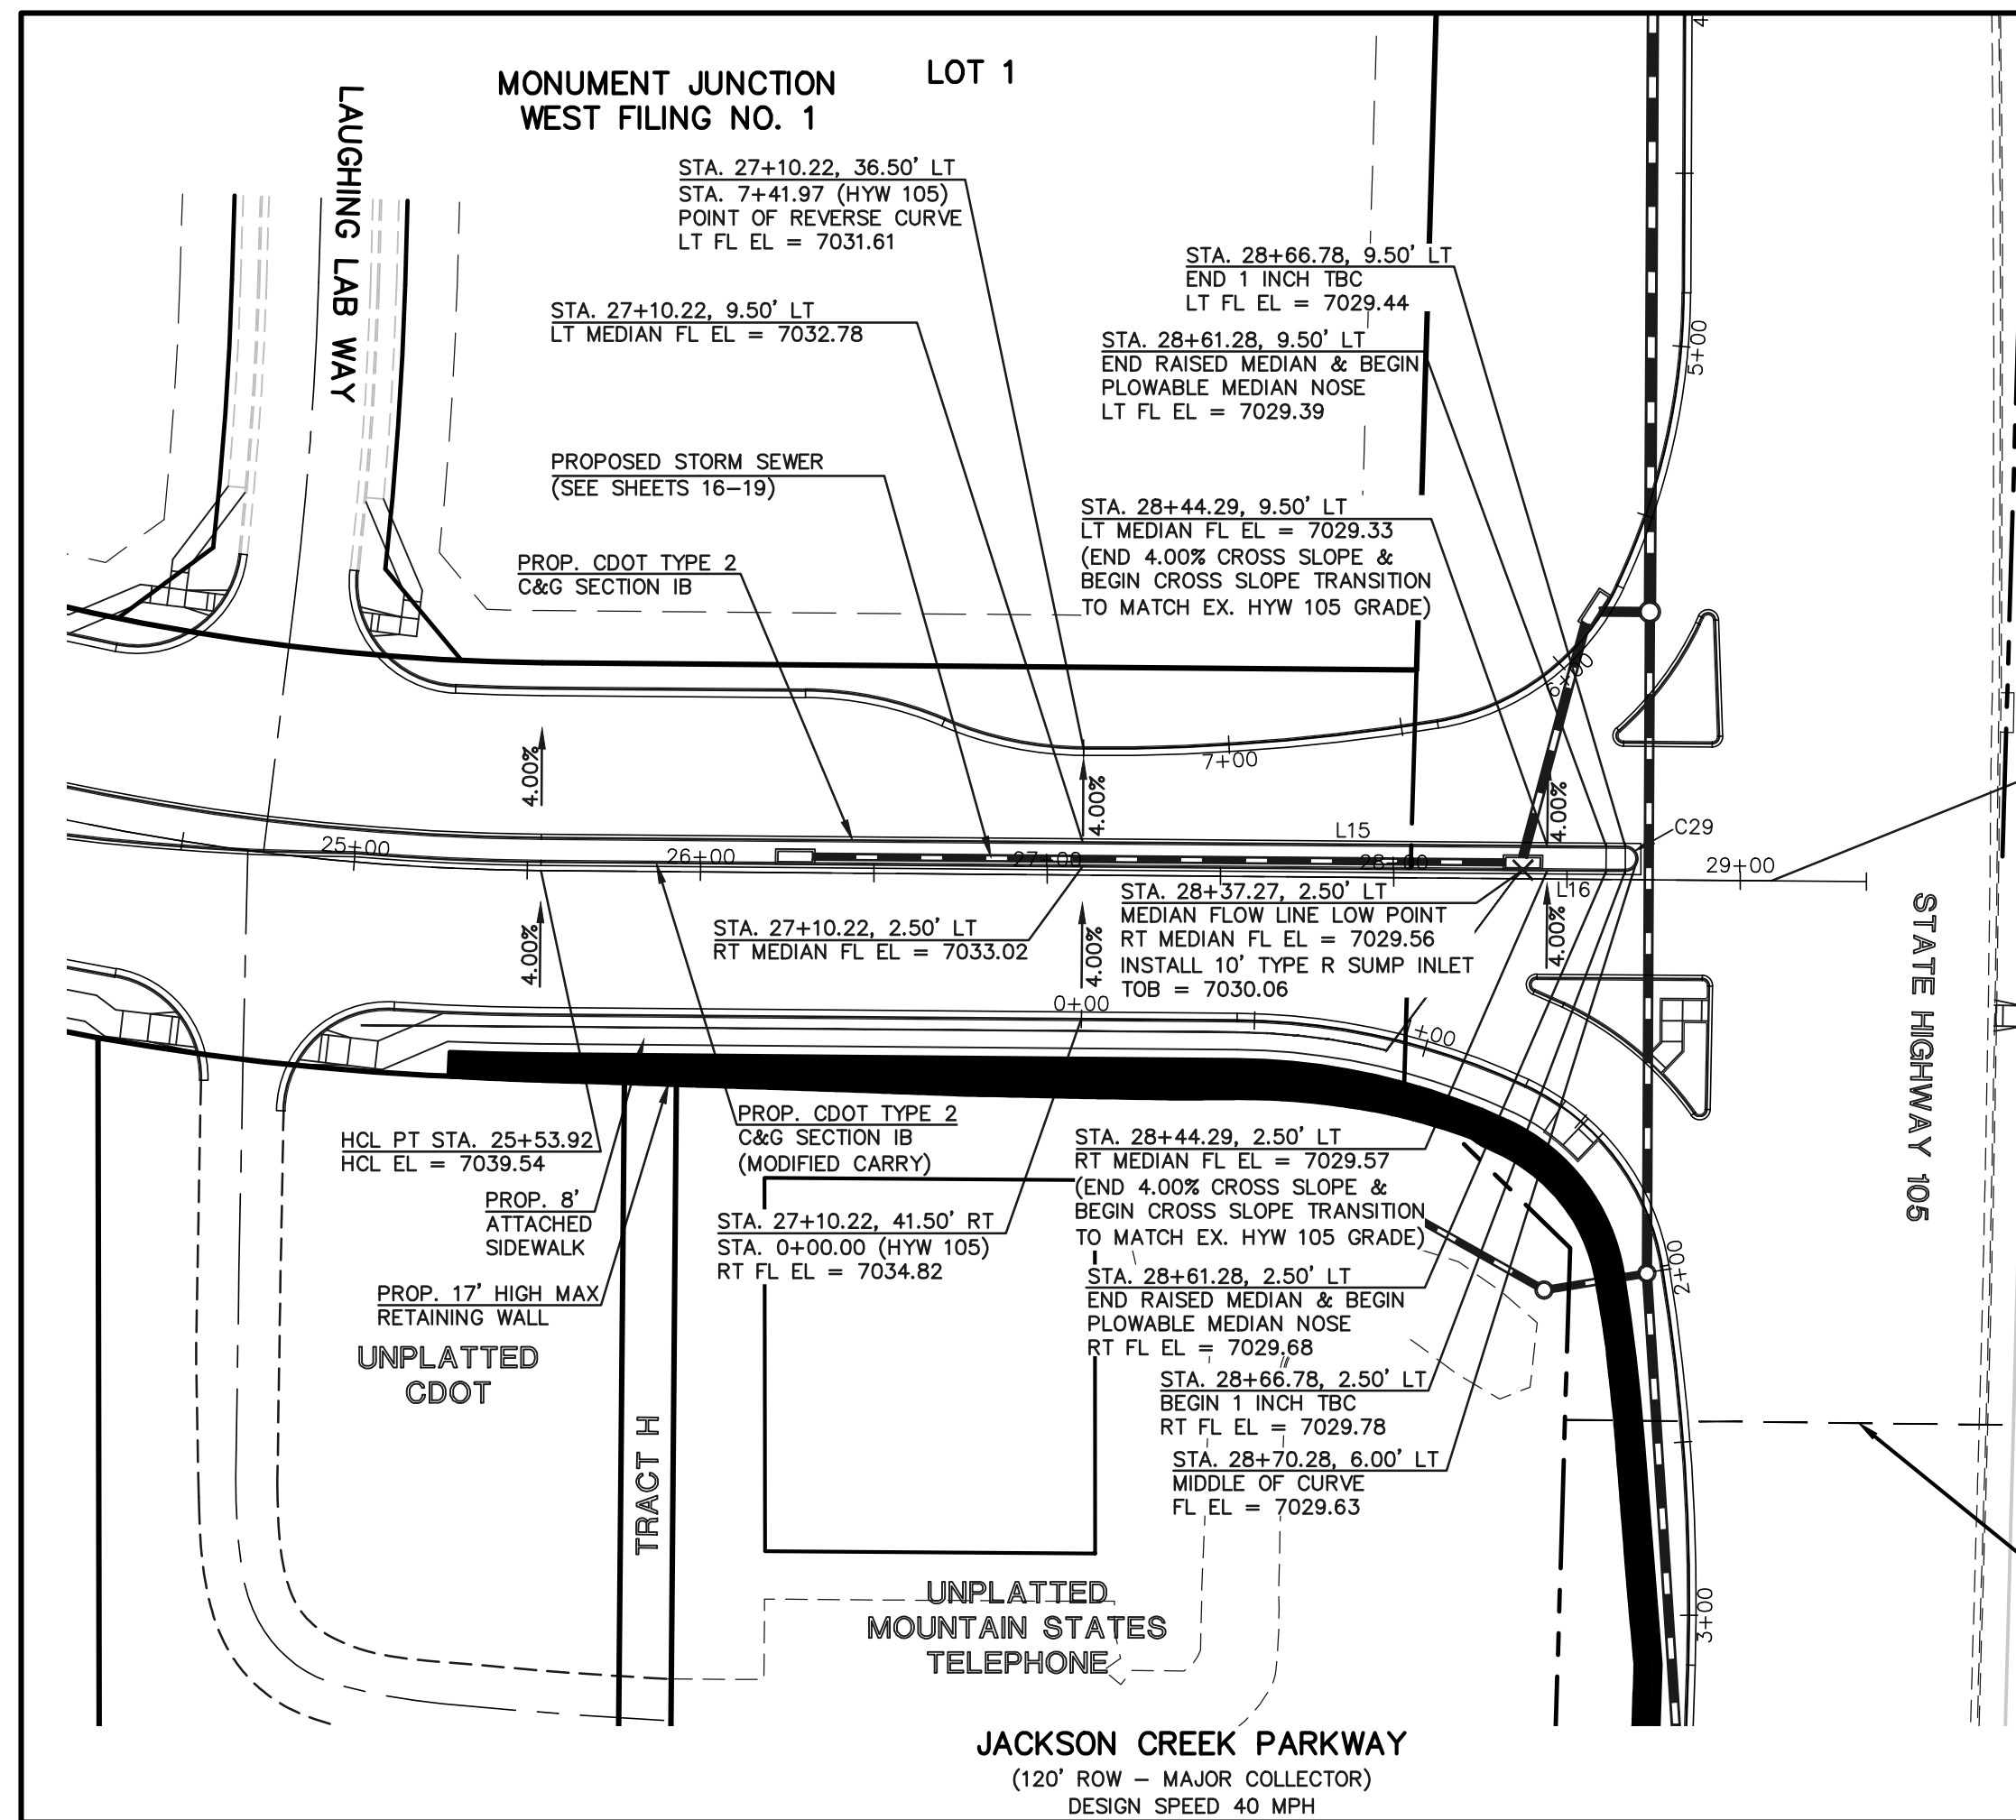 MONUMENT JUNCTION
WEST FILING NO. 1
LOT 1
LAUGHING LAB WAY
STA. 27+10.22, 36.50' LT
STA. 7+41.97 (HYW 105)
POINT OF REVERSE CURVE
LT FL EL = 7031.61
STA. 28+66.78, 9.50' LT
END 1 INCH TBC
LT FL EL = 7029.44
STA. 27+10.22, 9.50' LT
LT MEDIAN FL EL = 7032.78
STA. 28+61.28, 9.50' LT
END RAISED MEDIAN & BEGIN
PLOWABLE MEDIAN NOSE
LT FL EL = 7029.39
5+00
PROPOSED STORM SEWER
(SEE SHEETS 16-19)
STA. 28+44.29, 9.50' LT
LT MEDIAN FL EL = 7029.33
(END 4.00% CROSS SLOPE &
BEGIN CROSS SLOPE TRANSITION
TO MATCH EX. HYW 105 GRADE)
PROP. CDOT TYPE 2
C&G SECTION IB
6+00
7+00
4.00%
4.00%
4.00%
L15
C29
25+00
26+00
27+00
28+00
29+00
L16
4.00%
4.00%
4.00%
STA. 28+37.27, 2.50' LT
MEDIAN FLOW LINE LOW POINT
RT MEDIAN FL EL = 7029.56
INSTALL 10' TYPE R SUMP INLET
TOB = 7030.06
STA. 27+10.22, 2.50' LT
RT MEDIAN FL EL = 7033.02
0+00
+00
STATE HIGHWAY 105
HCL PT STA. 25+53.92
HCL EL = 7039.54
PROP. CDOT TYPE 2
C&G SECTION IB
(MODIFIED CARRY)
STA. 28+44.29, 2.50' LT
RT MEDIAN FL EL = 7029.57
(END 4.00% CROSS SLOPE &
BEGIN CROSS SLOPE TRANSITION
TO MATCH EX. HYW 105 GRADE)
PROP. 8'
ATTACHED
SIDEWALK
STA. 27+10.22, 41.50' RT
STA. 0+00.00 (HYW 105)
RT FL EL = 7034.82
2+00
PROP. 17' HIGH MAX
RETAINING WALL
STA. 28+61.28, 2.50' LT
END RAISED MEDIAN & BEGIN
PLOWABLE MEDIAN NOSE
RT FL EL = 7029.68
UNPLATTED
CDOT
STA. 28+66.78, 2.50' LT
BEGIN 1 INCH TBC
RT FL EL = 7029.78
TRACT H
STA. 28+70.28, 6.00' LT
MIDDLE OF CURVE
FL EL = 7029.63
UNPLATTED
MOUNTAIN STATES
TELEPHONE
3+00
JACKSON CREEK PARKWAY
(120' ROW - MAJOR COLLECTOR)
DESIGN SPEED 40 MPH